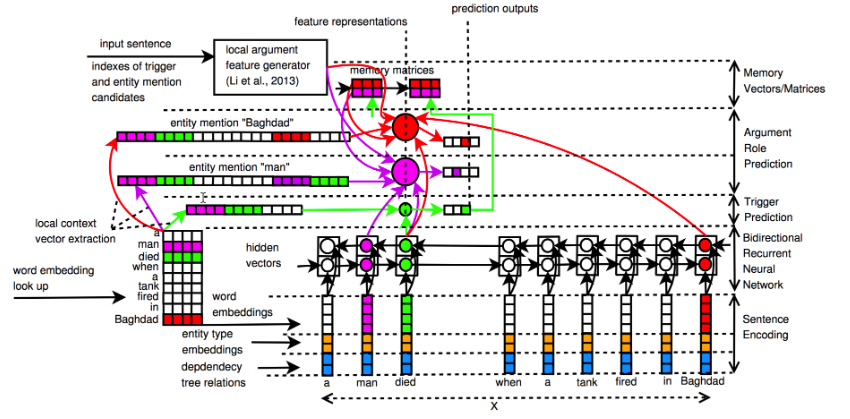 feature representations
prediction outputs
input sentence
indexes of trigger
and entity mention
candidates
local argument
feature generator
(Li et al., 2013)
memory matrices
Memory
Vectors/Matrices
entity mention "Baghdad"
Argument
Role
Prediction
entity mention "man"
Trigger
Prediction
local context
vector extraction
a
man
died
when
a
tank
fired
in
Baghdad
hidden
vectors
Bidirectional
Recurrent
Neural
Network
word embedding
look up
word
embeddings
Sentence
Encoding
entity type
embeddings
depdendecy
tree relations
a man died when a tank fired in Baghdad
X